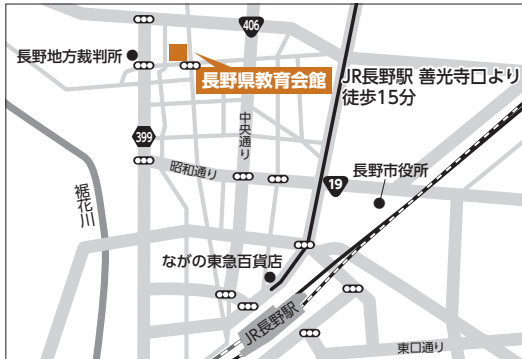 406
長野地方裁判所
長野県教育会館
JR長野駅 善光寺口より
徒歩15分
399
中央通り
昭和通り
19
長野市役所
裾花川
ながの東急百貨店
JR長野駅
東口通り